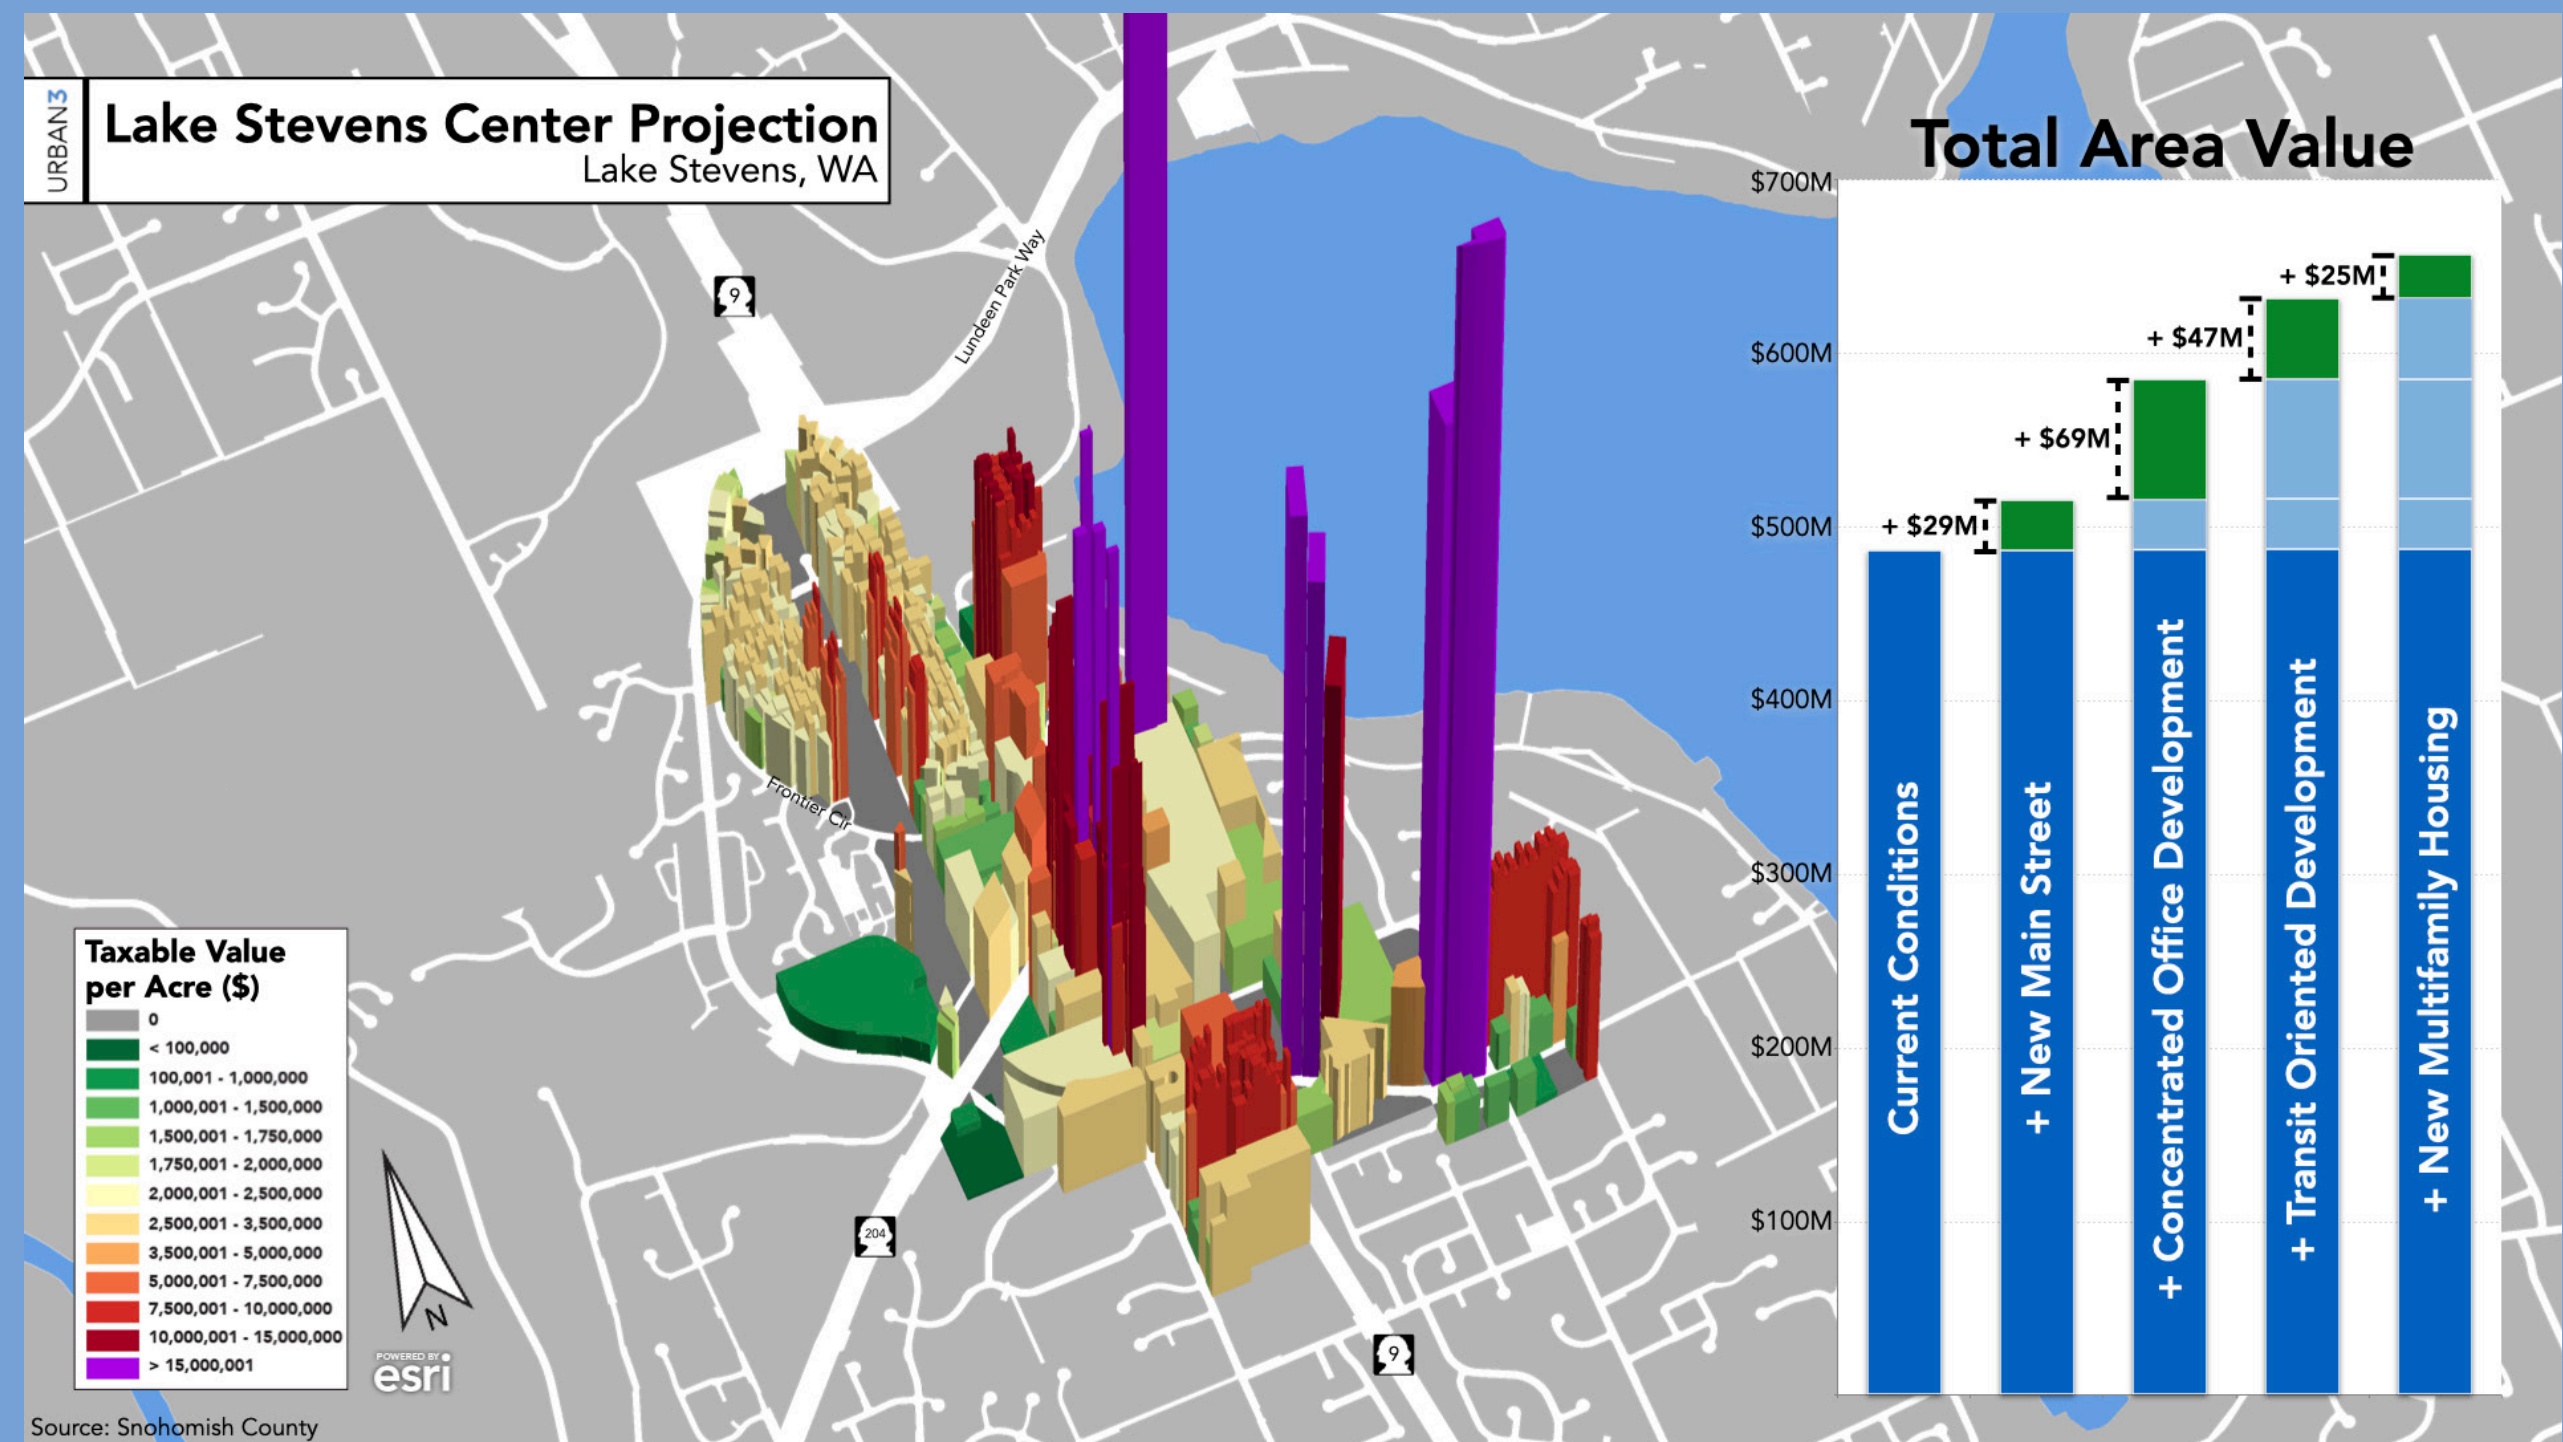 URBAN3
Lake Stevens Center Projection
Lake Stevens, WA
9
Lundeen Park Way
Frontier Cir
204
9
Taxable Value
per Acre ($)
0
< 100,000
100,001 - 1,000,000
1,000,001 - 1,500,000
1,500,001 - 1,750,000
1,750,001 - 2,000,000
2,000,001 - 2,500,000
2,500,001 - 3,500,000
3,500,001 - 5,000,000
5,000,001 - 7,500,000
7,500,001 - 10,000,000
10,000,001 - 15,000,000
> 15,000,001
N
POWERED BY
esri
Source: Snohomish County
Total Area Value
$700M
$600M
$500M
$400M
$300M
$200M
$100M
+ $29M
+ $69M
+ $47M
+ $25M
Current Conditions
+ New Main Street
+ Concentrated Office Development
+ Transit Oriented Development
+ New Multifamily Housing